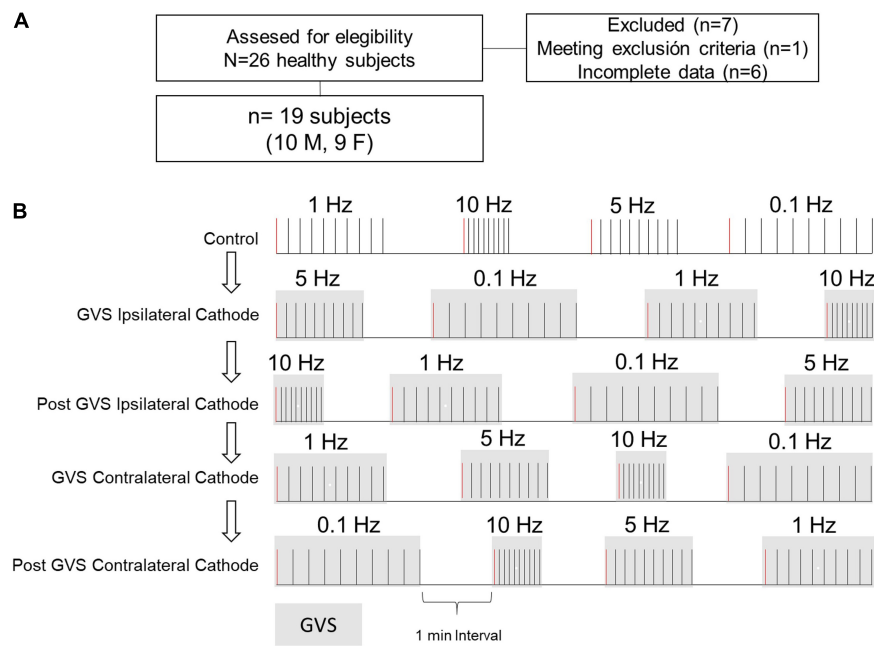 A
Assesed for elegibility
N=26 healthy subjects
Excluded (n=7)
Meeting exclusión criteria (n=1)
Incomplete data (n=6)
n= 19 subjects
(10 M, 9 F)
B
1 Hz 10 Hz 5 Hz 0.1 Hz
Control
5 Hz 0.1 Hz 1 Hz 10 Hz
GVS Ipsilateral Cathode
10 Hz 1 Hz 0.1 Hz 5 Hz
Post GVS Ipsilateral Cathode
1 Hz 5 Hz 10 Hz 0.1 Hz
GVS Contralateral Cathode
0.1 Hz 10 Hz 5 Hz 1 Hz
Post GVS Contralateral Cathode
GVS
1 min Interval